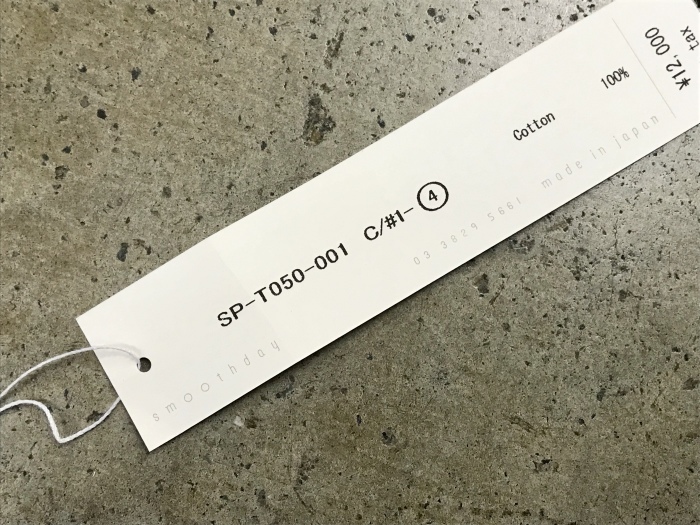 SP-T050-001 C/#1-④
Cotton 100%
smoothday
03 3829 5661 made in japan
¥12,000
tax